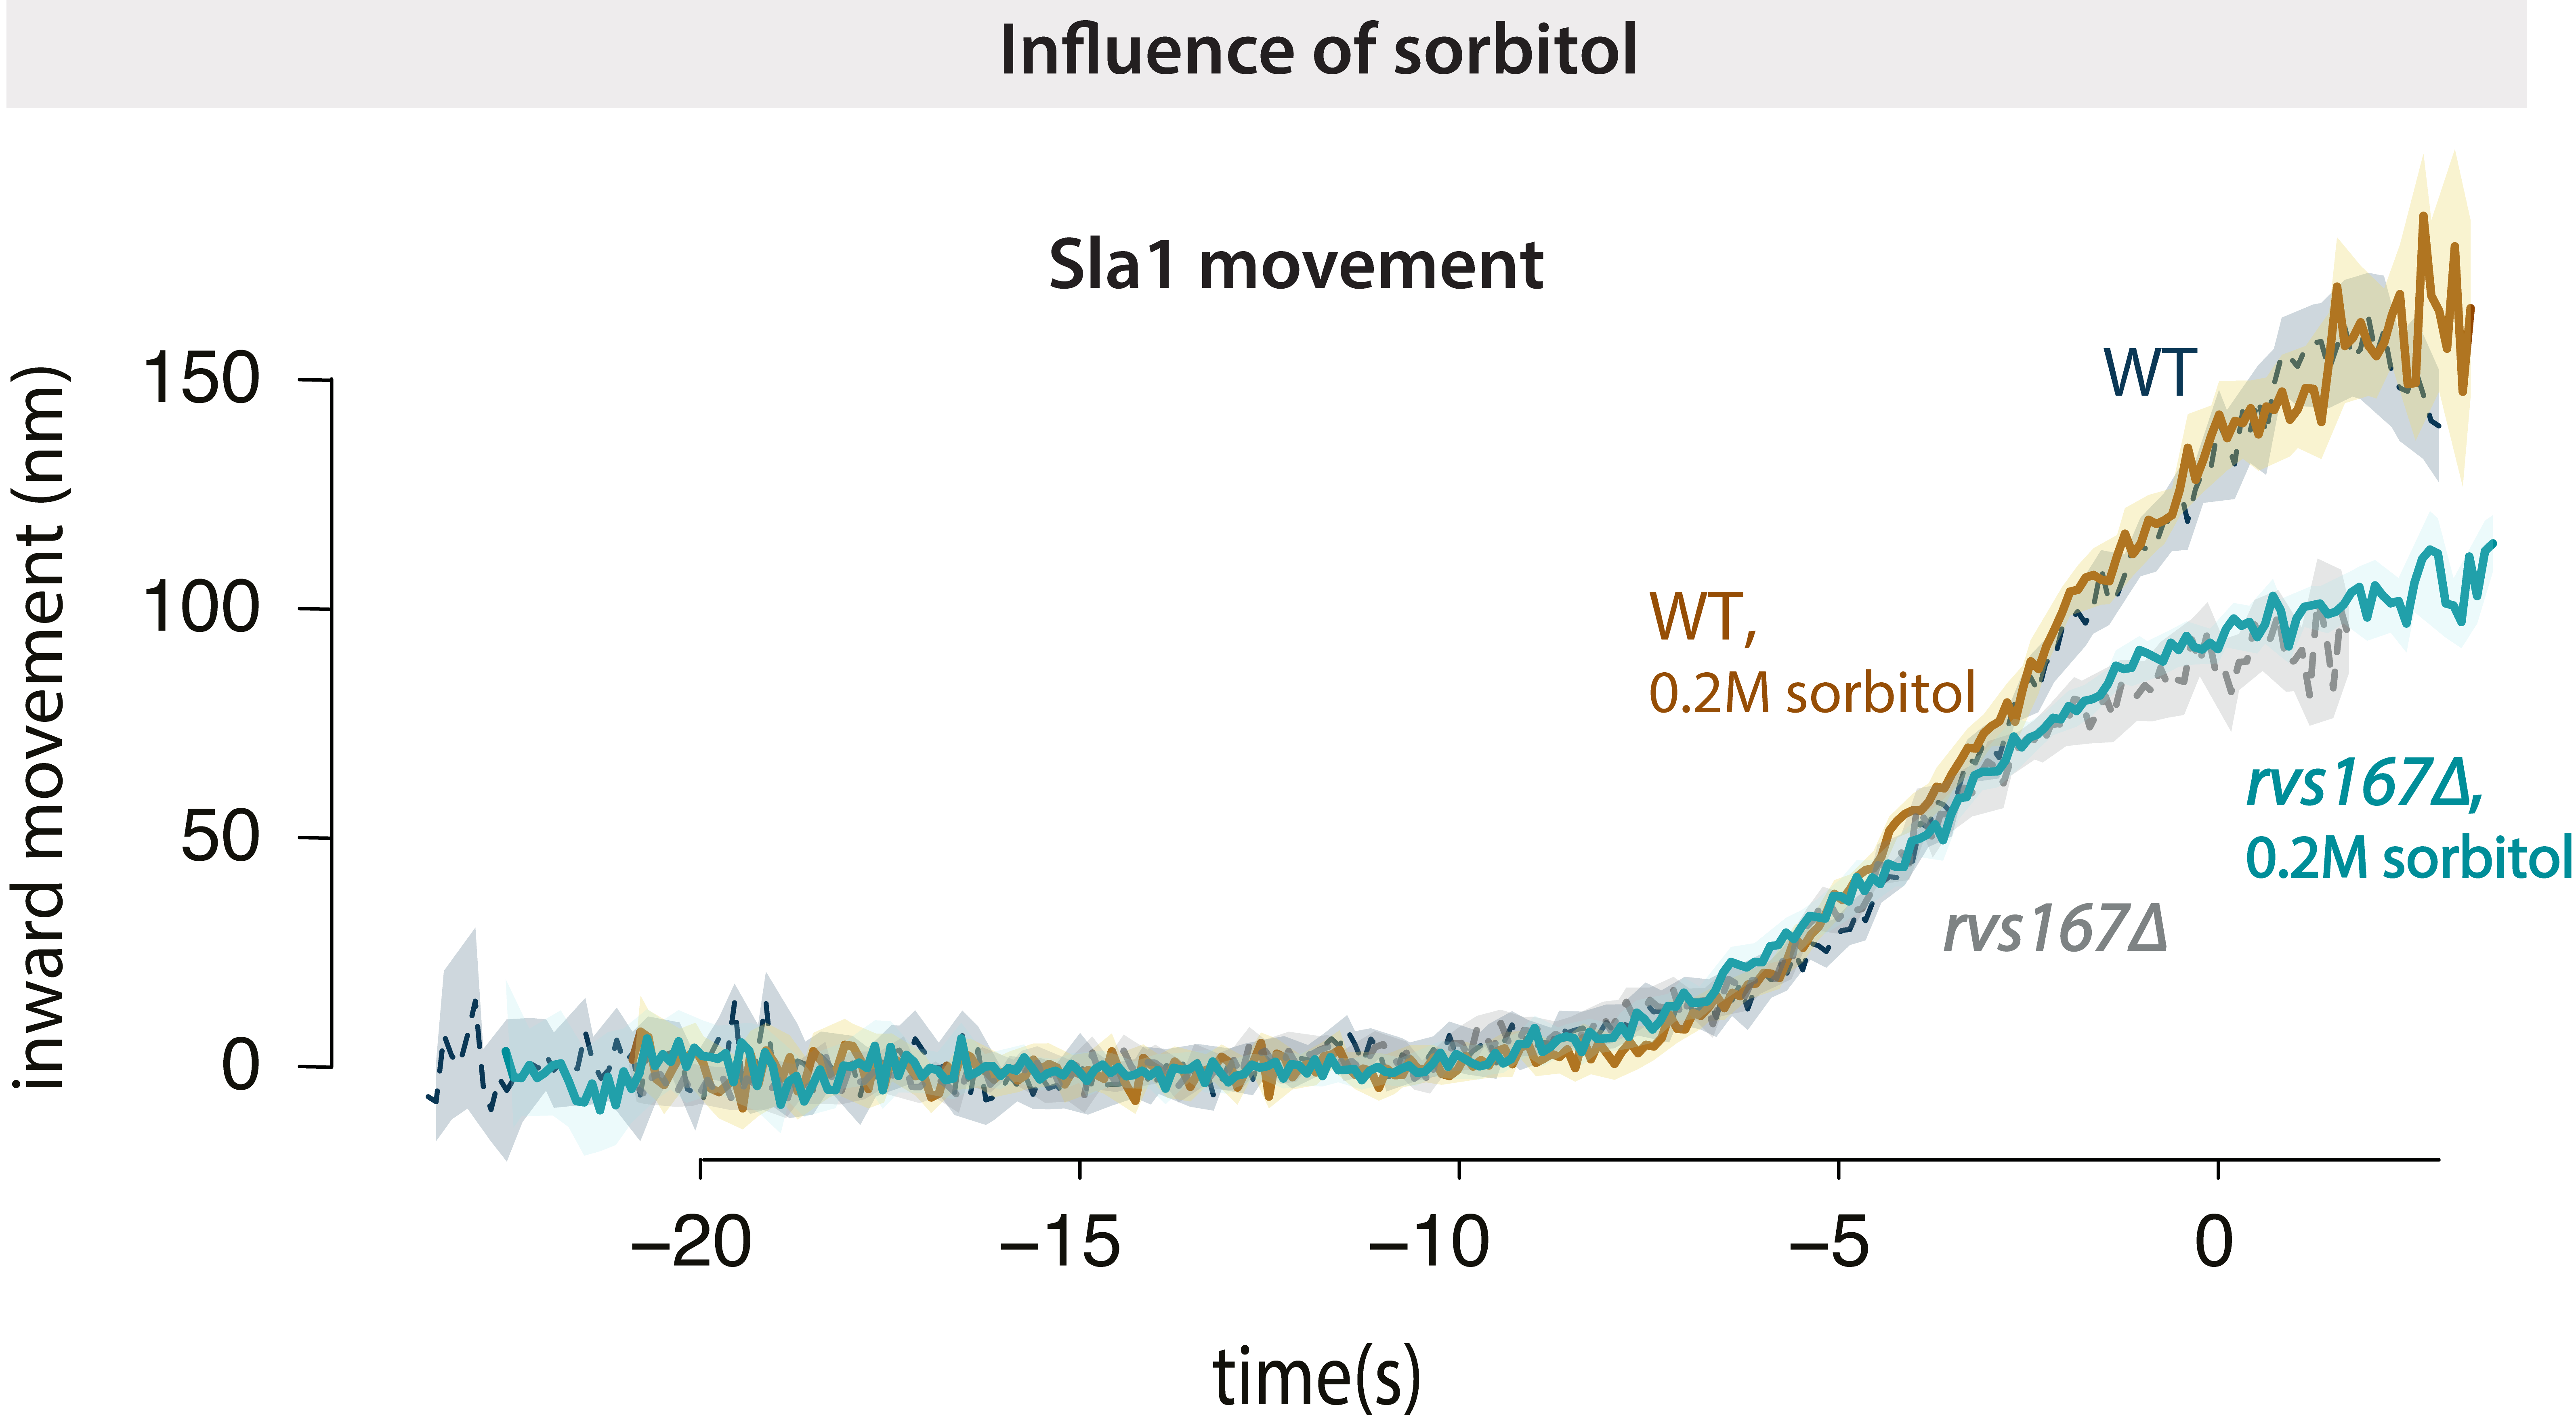 Influence of sorbitol
Sla1 movement
inward movement (nm)
150
100
50
0
WT
WT,
0.2M sorbitol
rvs167Δ,
0.2M sorbitol
rvs167Δ
−20
−15
−10
−5
0
time(s)